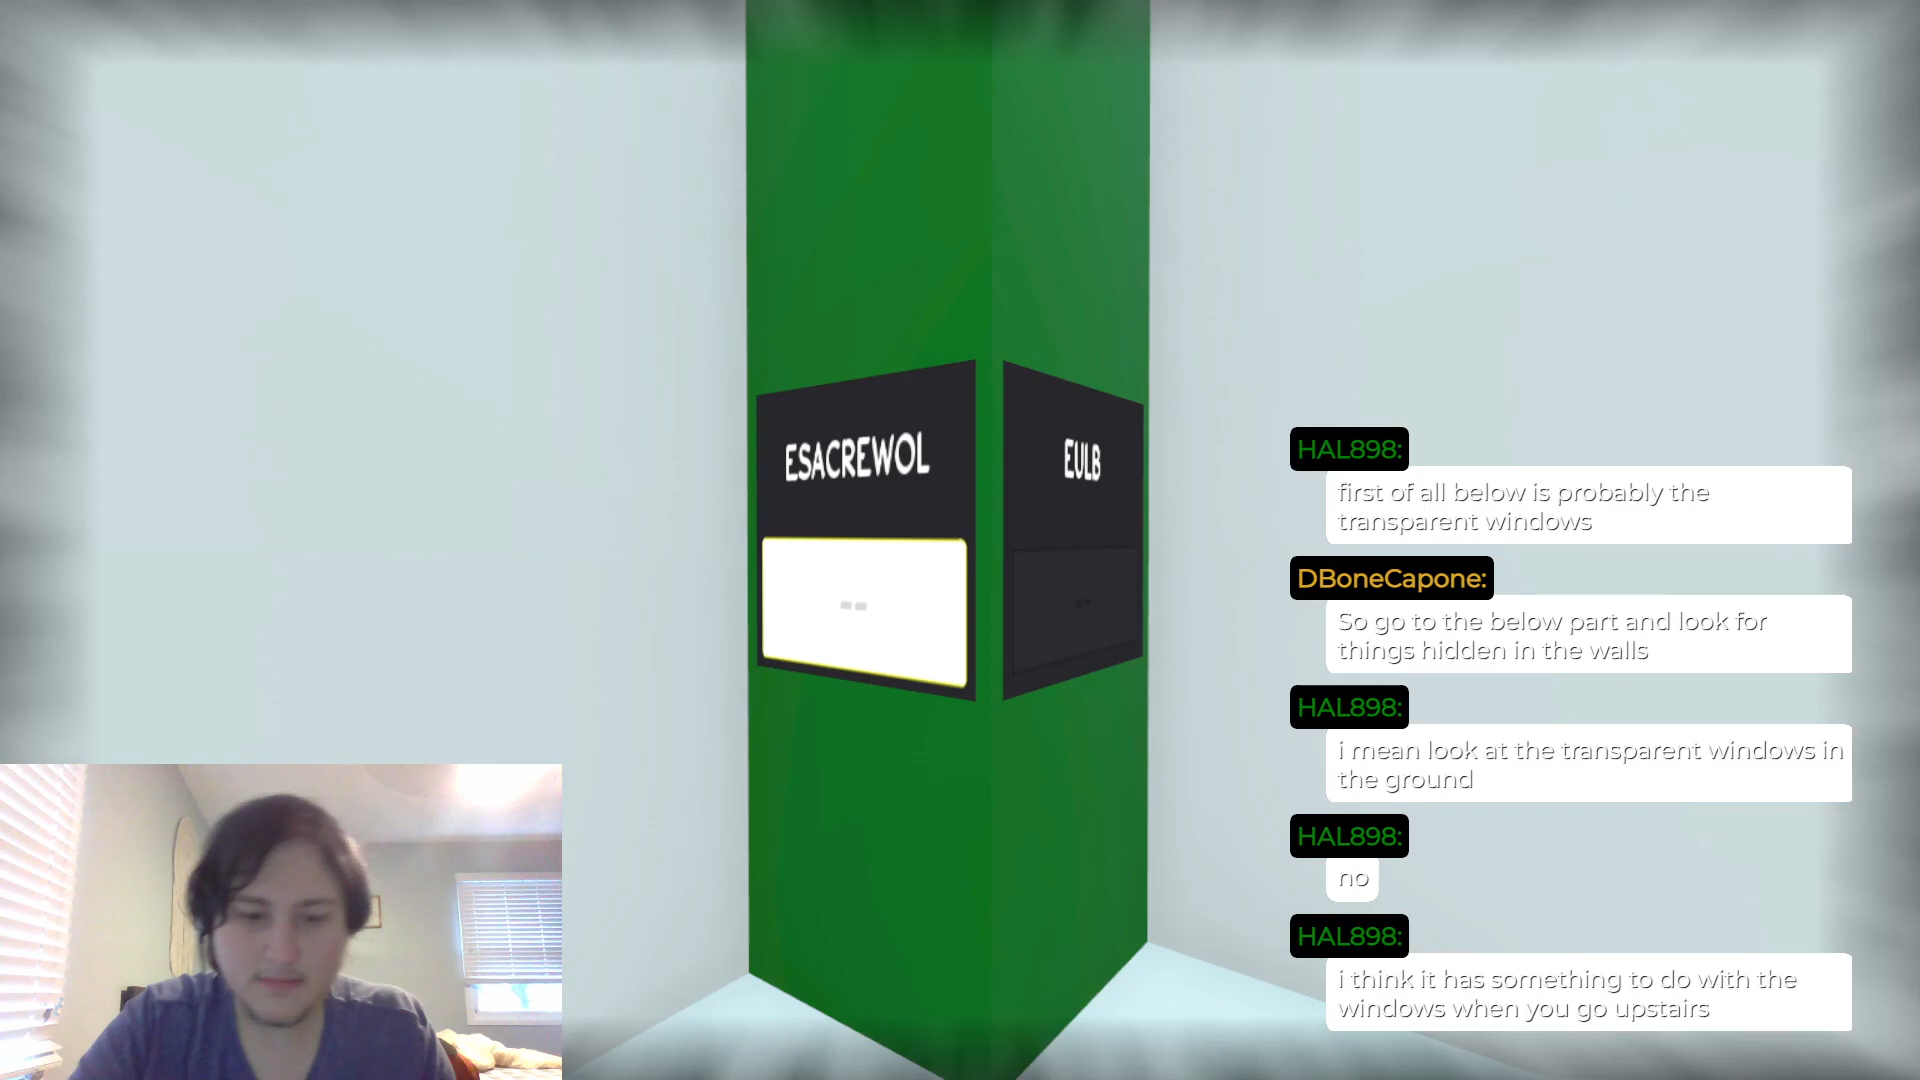 ESACREWOL
EULB
HAL898:
first of all below is probably the
transparent windows
DBoneCapone:
So go to the below part and look for
things hidden in the walls
HAL898:
i mean look at the transparent windows in
the ground
HAL898:
no
HAL898:
i think it has something to do with the
windows when you go upstairs